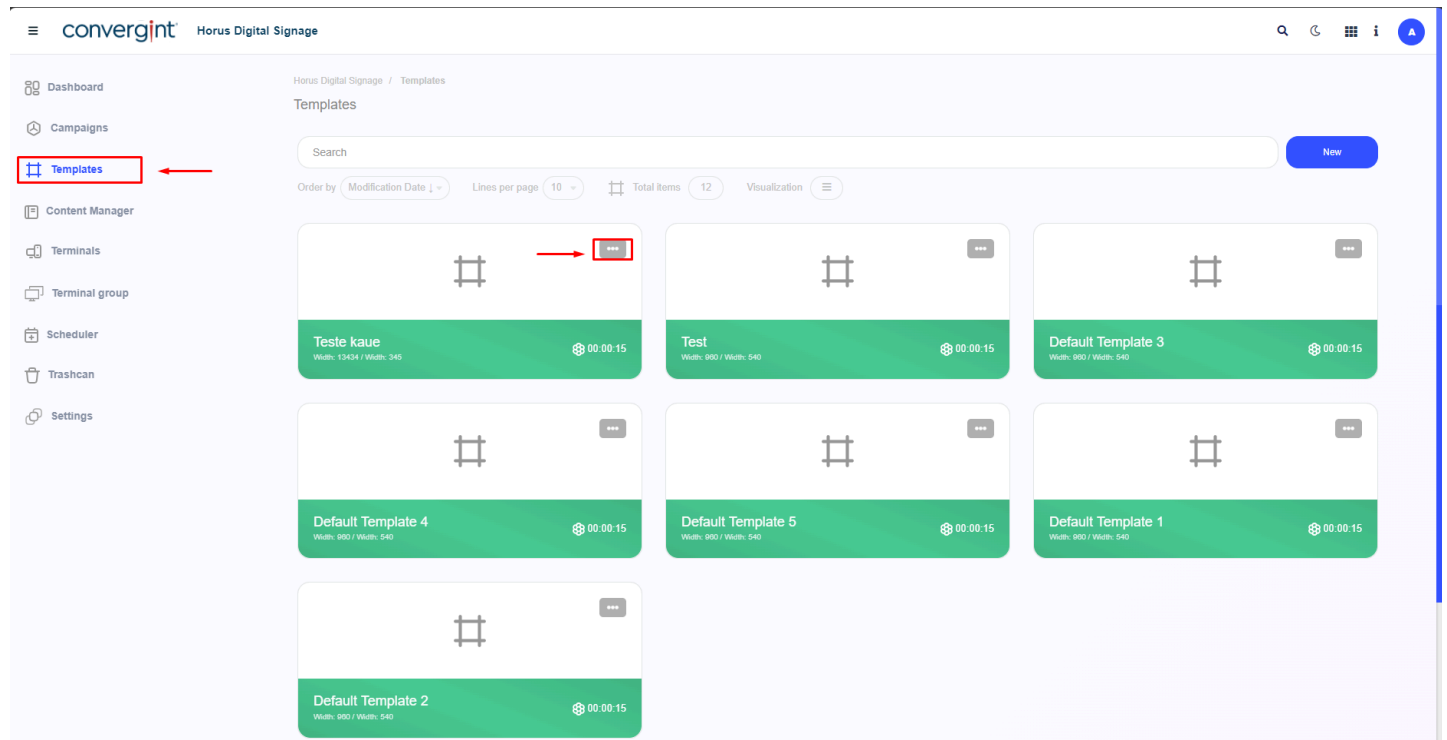 convergint Horus Digital Signage
A
Dashboard
Campaigns
Templates
Content Manager
Terminals
Terminal group
Scheduler
Trashcan
Settings
Horus Digital Signage / Templates
Templates
Search
New
Order by Modification Date ↓ Lines per page 10 Total items 12 Visualization
Teste kaue
Width: 13434 / Width: 345
00:00:15
Test
Width: 960 / Width: 540
00:00:15
Default Template 3
Width: 960 / Width: 540
00:00:15
Default Template 4
Width: 960 / Width: 540
00:00:15
Default Template 5
Width: 960 / Width: 540
00:00:15
Default Template 1
Width: 960 / Width: 540
00:00:15
Default Template 2
Width: 960 / Width: 540
00:00:15